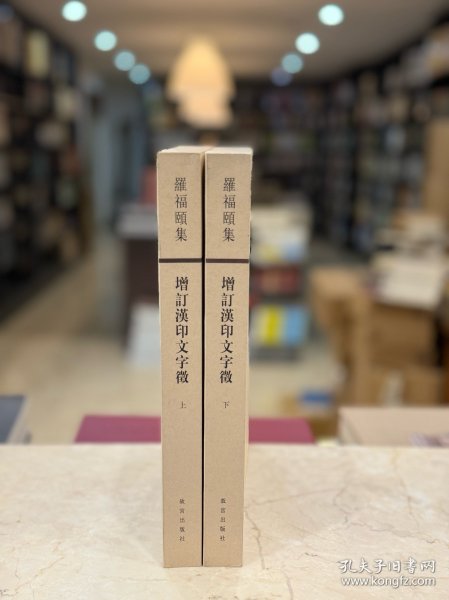 羅福頤集
增訂漢印文字徵
上
故宮出版社
羅福頤集
增訂漢印文字徵
下
故宮出版社
孔夫子旧书网
www.kongfz.com